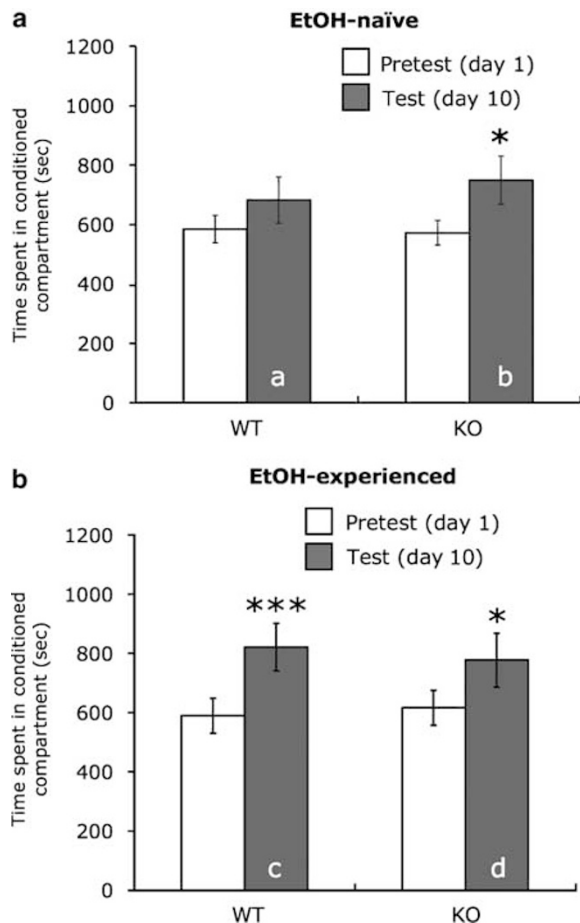 a
EtOH-naïve
Time spent in conditioned
compartment (sec)
1200
1000
800
600
400
200
0
Pretest (day 1)
Test (day 10)
*
a
b
WT
KO
b
EtOH-experienced
Time spent in conditioned
compartment (sec)
1200
1000
800
600
400
200
0
Pretest (day 1)
Test (day 10)
***
*
c
d
WT
KO